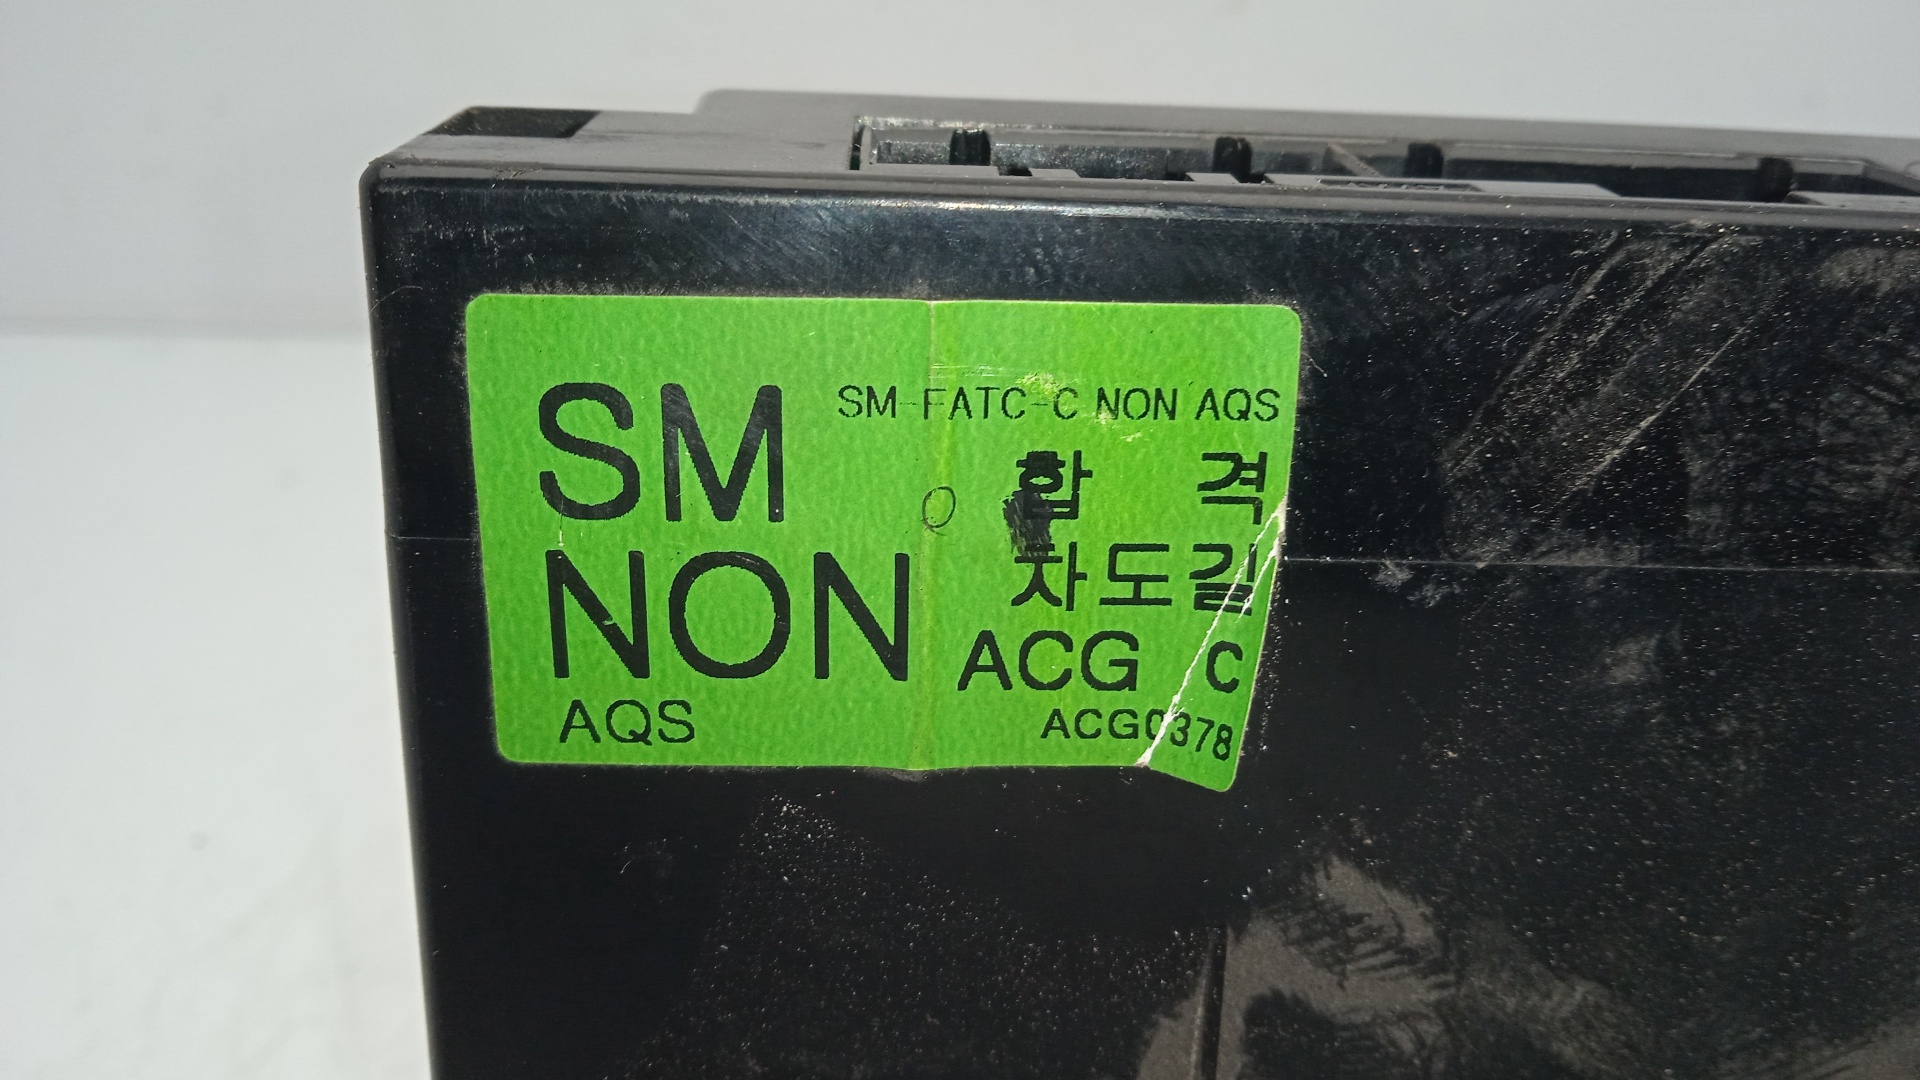 SM
NON
AQS
SM-FATC-C NON AQS
합 격
차도길
ACG C
ACG0378